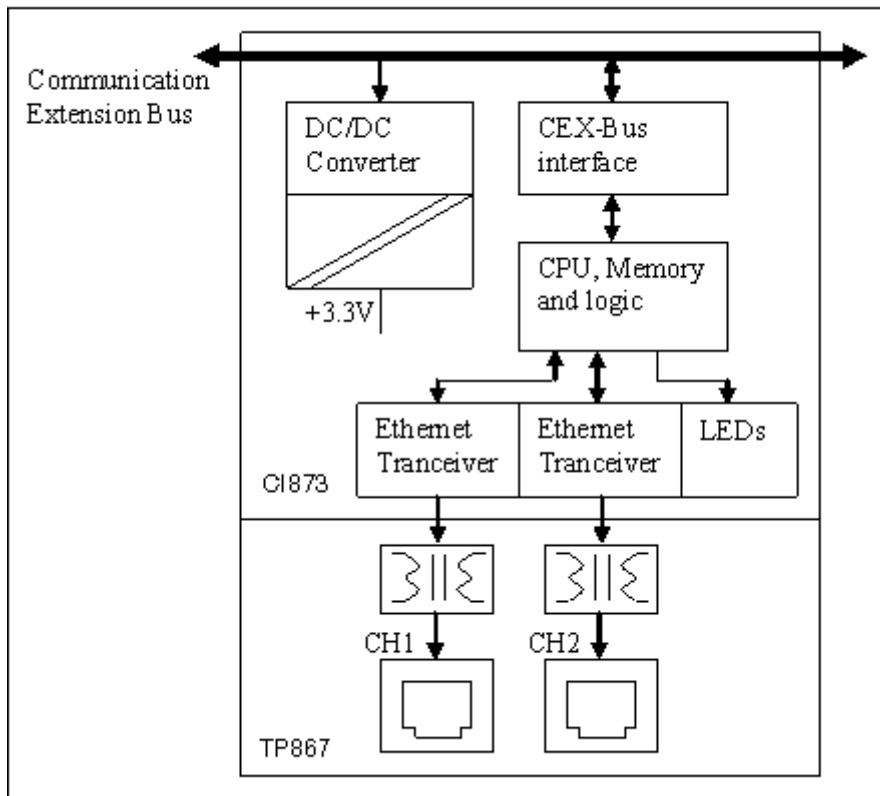 Communication
Extension Bus
DC/DC
Converter
CEX-Bus
interface
CPU, Memory
and logic
+3.3V
Ethernet
Tranceiver
Ethernet
Tranceiver
LEDs
CI873
CH1
CH2
TP867